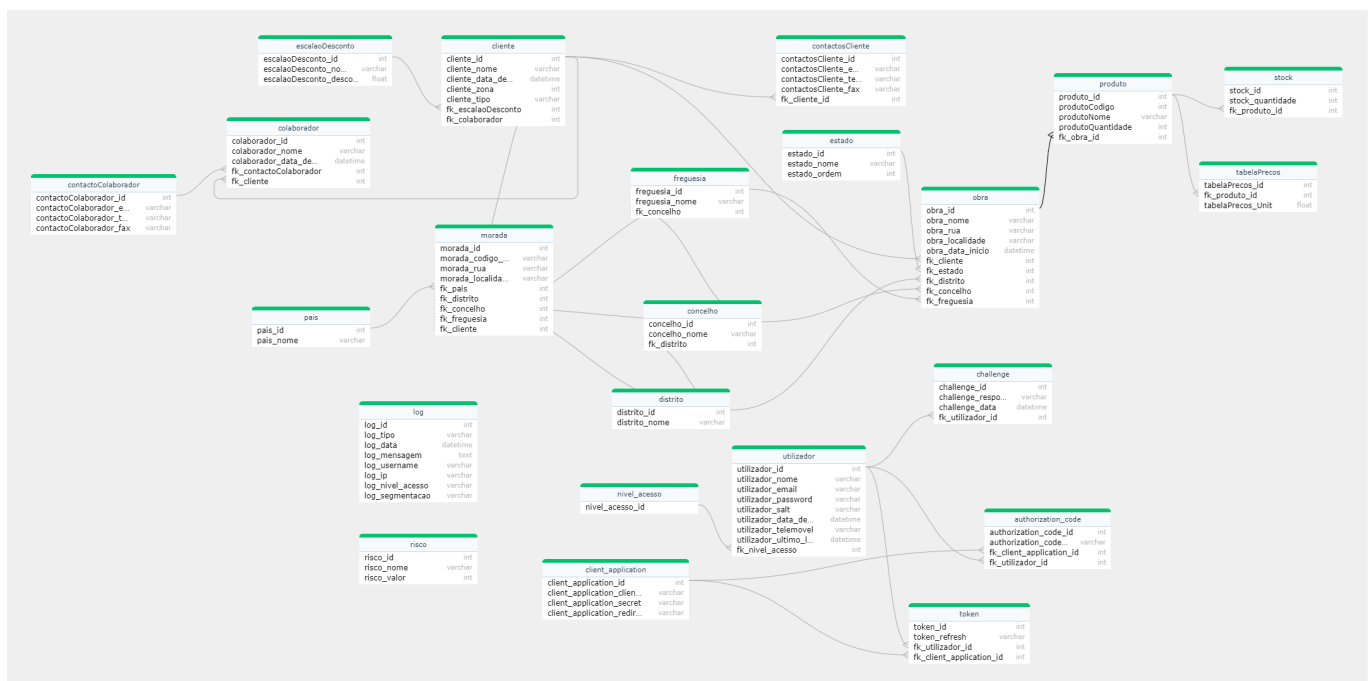 escalaoDesconto
escalaoDesconto_id int
escalaoDesconto_no... varchar
escalaoDesconto_desco... float
cliente
cliente_id int
cliente_nome varchar
cliente_data_de... datetime
cliente_zona int
cliente_tipo varchar
fk_escalaoDesconto int
fk_colaborador int
contactosCliente
contactosCliente_id int
contactosCliente_e... varchar
contactosCliente_te... varchar
contactosCliente_fax varchar
fk_cliente_id int
produto
produto_id int
produtoCodigo int
produtoNome varchar
produtoQuantidade int
fk_obra_id int
stock
stock_id int
stock_quantidade int
fk_produto_id int
colaborador
colaborador_id int
colaborador_nome varchar
colaborador_data_de... datetime
fk_contactoColaborador int
fk_cliente int
estado
estado_id int
estado_nome varchar
estado_ordem int
tabelaPrecos
tabelaPrecos_id int
fk_produto_id int
tabelaPrecos_Unit float
contactoColaborador
contactoColaborador_id int
contactoColaborador_e... varchar
contactoColaborador_t... varchar
contactoColaborador_fax varchar
freguesia
freguesia_id int
freguesia_nome varchar
fk_concelho int
obra
obra_id int
obra_nome varchar
obra_rua varchar
obra_localidade varchar
obra_data_inicio datetime
fk_cliente int
fk_estado int
fk_distrito int
fk_concelho int
fk_freguesia int
morada
morada_id int
morada_codigo_... varchar
morada_rua varchar
morada_localida... varchar
fk_pais int
fk_distrito int
fk_concelho int
fk_freguesia int
fk_cliente int
pais
pais_id int
pais_nome varchar
concelho
concelho_id int
concelho_nome varchar
fk_distrito int
distrito
distrito_id int
distrito_nome varchar
challenge
challenge_id int
challenge_respo... varchar
challenge_data datetime
fk_utilizador_id int
log
log_id int
log_tipo varchar
log_data datetime
log_mensagem text
log_username varchar
log_ip varchar
log_nivel_acesso varchar
log_segmentacao varchar
utilizador
utilizador_id int
utilizador_nome varchar
utilizador_email varchar
utilizador_password varchar
utilizador_salt varchar
utilizador_data_de... datetime
utilizador_telemovel varchar
utilizador_ultimo_l... datetime
fk_nivel_acesso int
nivel_acesso
nivel_acesso_id
authorization_code
authorization_code_id int
authorization_code... varchar
fk_client_application_id int
fk_utilizador_id int
risco
risco_id int
risco_nome varchar
risco_valor int
client_application
client_application_id int
client_application_clien... varchar
client_application_secret varchar
client_application_redir... varchar
token
token_id int
token_refresh varchar
fk_utilizador_id int
fk_client_application_id int